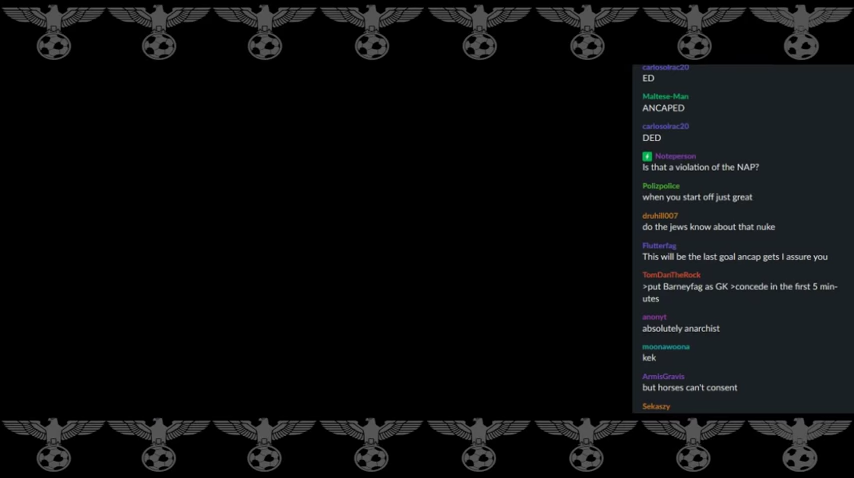 carlosolrac20
ED
Maltese-Man
ANCAPED
carlosolrac20
DED
Noteperson
Is that a violation of the NAP?
Polizpolice
when you start off just great
druhill007
do the jews know about that nuke
Flutterfag
This will be the last goal ancap gets I assure you
TomDanTheRock
>put Barneyfag as GK >concede in the first 5 min-
utes
anonyt
absolutely anarchist
moonawoona
kek
ArmisGravis
but horses can't consent
Sekaszy